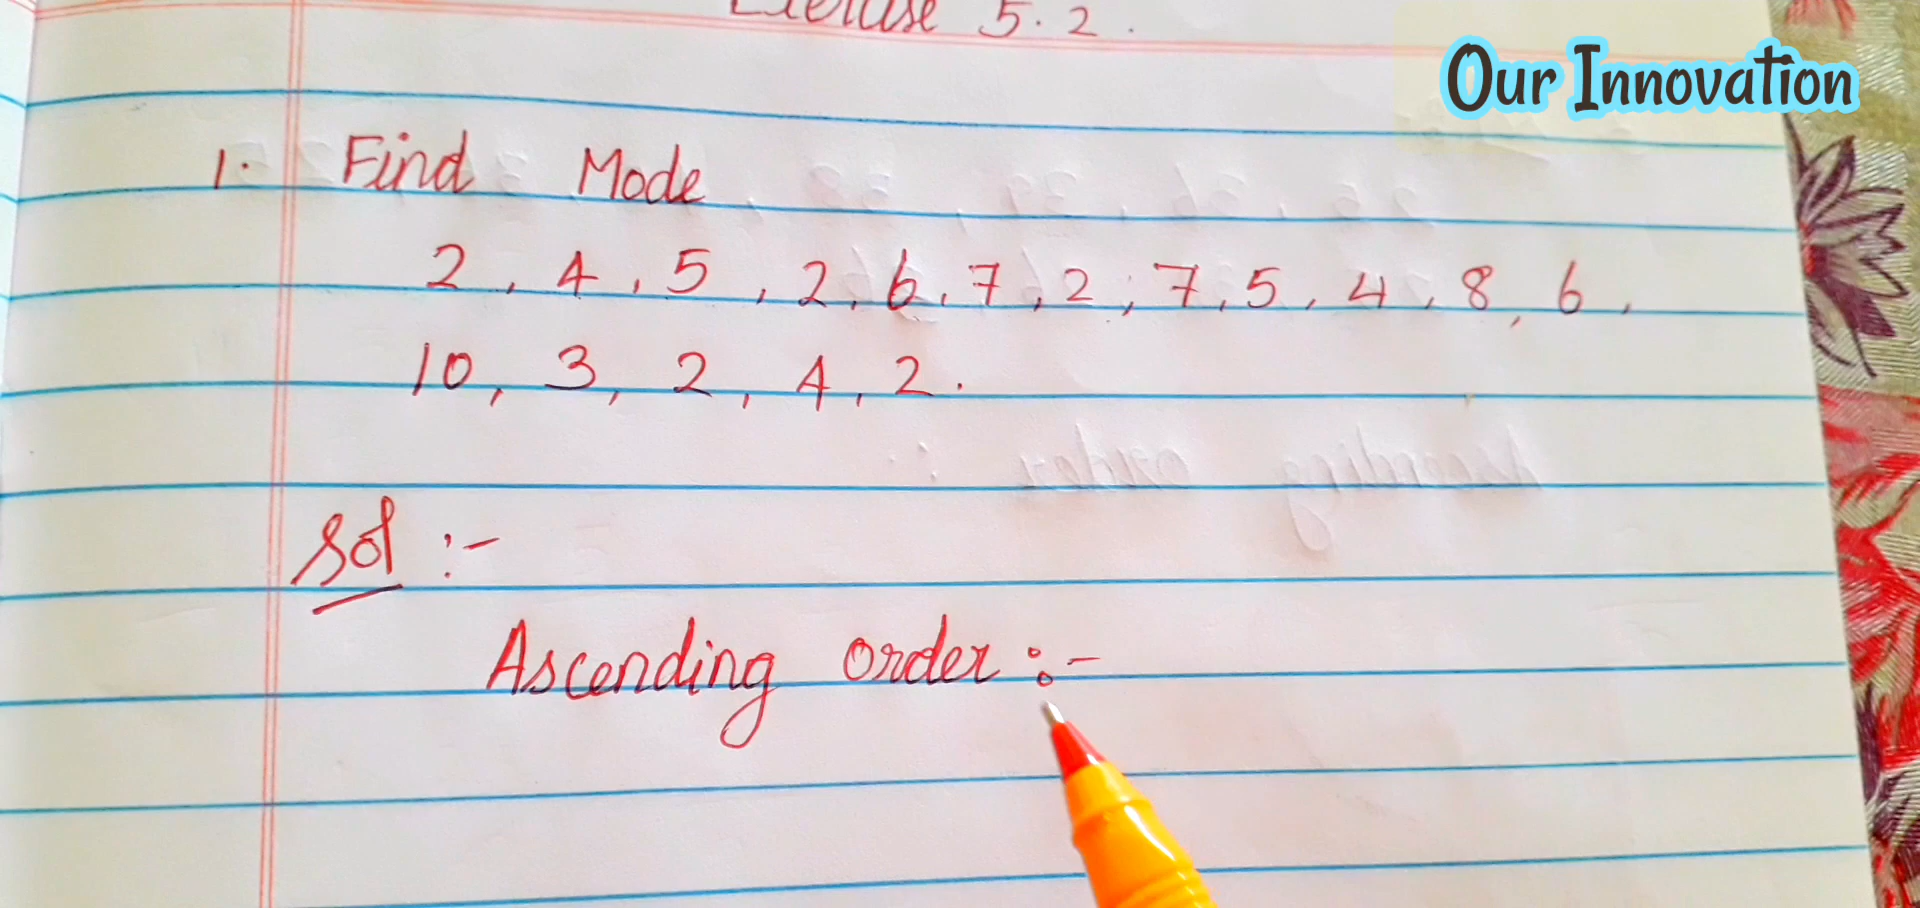 Exercise 5.2.
Our Innovation
1. Find Mode
2, 4, 5, 2, 6, 7, 2, 7, 5, 4, 8, 6,
10, 3, 2, 4, 2.
Sol :-
Ascending order :-